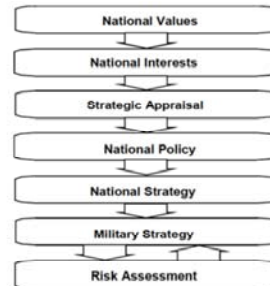 National Values
National Interests
Strategic Appraisal
National Policy
National Strategy
Military Strategy
Risk Assessment